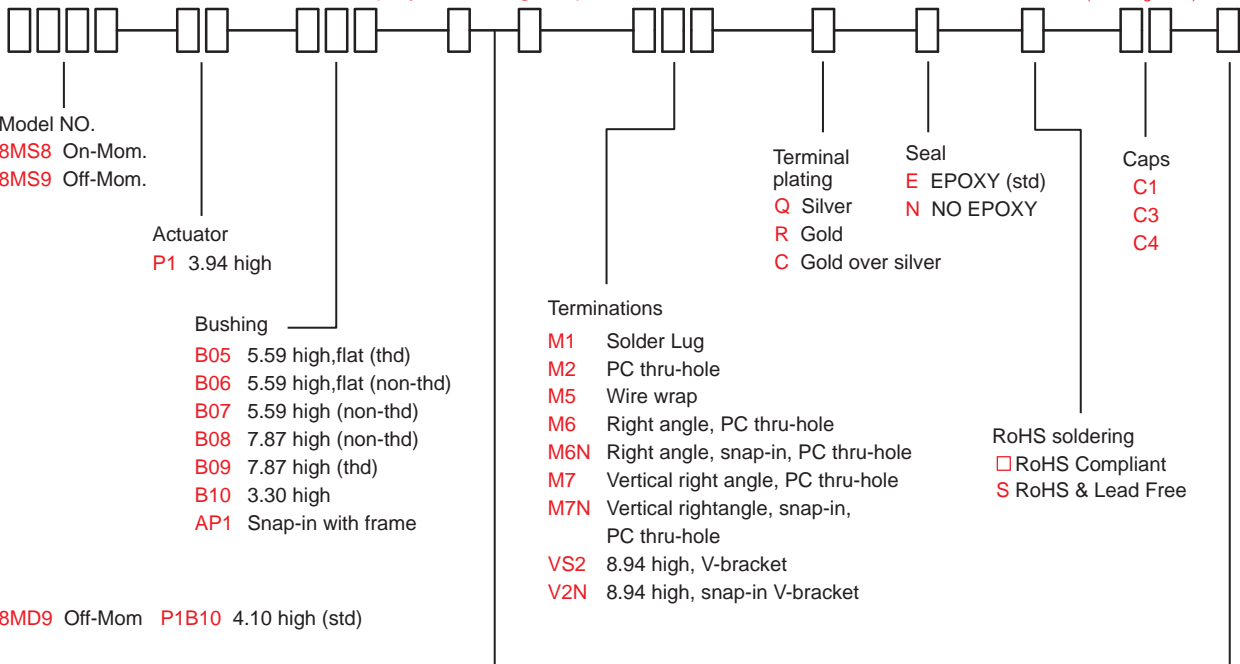 Model NO.
8MS8 On-Mom.
8MS9 Off-Mom.
Actuator
P1 3.94 high
Bushing
B05 5.59 high,flat (thd)
B06 5.59 high,flat (non-thd)
B07 5.59 high (non-thd)
B08 7.87 high (non-thd)
B09 7.87 high (thd)
B10 3.30 high
AP1 Snap-in with frame
Terminations
M1 Solder Lug
M2 PC thru-hole
M5 Wire wrap
M6 Right angle, PC thru-hole
M6N Right angle, snap-in, PC thru-hole
M7 Vertical right angle, PC thru-hole
M7N Vertical rightangle, snap-in,
PC thru-hole
VS2 8.94 high, V-bracket
V2N 8.94 high, snap-in V-bracket
Terminal
plating
Q Silver
R Gold
C Gold over silver
Seal
E EPOXY (std)
N NO EPOXY
RoHS soldering
□ RoHS Compliant
S RoHS & Lead Free
Caps
C1
C3
C4
8MD9 Off-Mom P1B10 4.10 high (std)